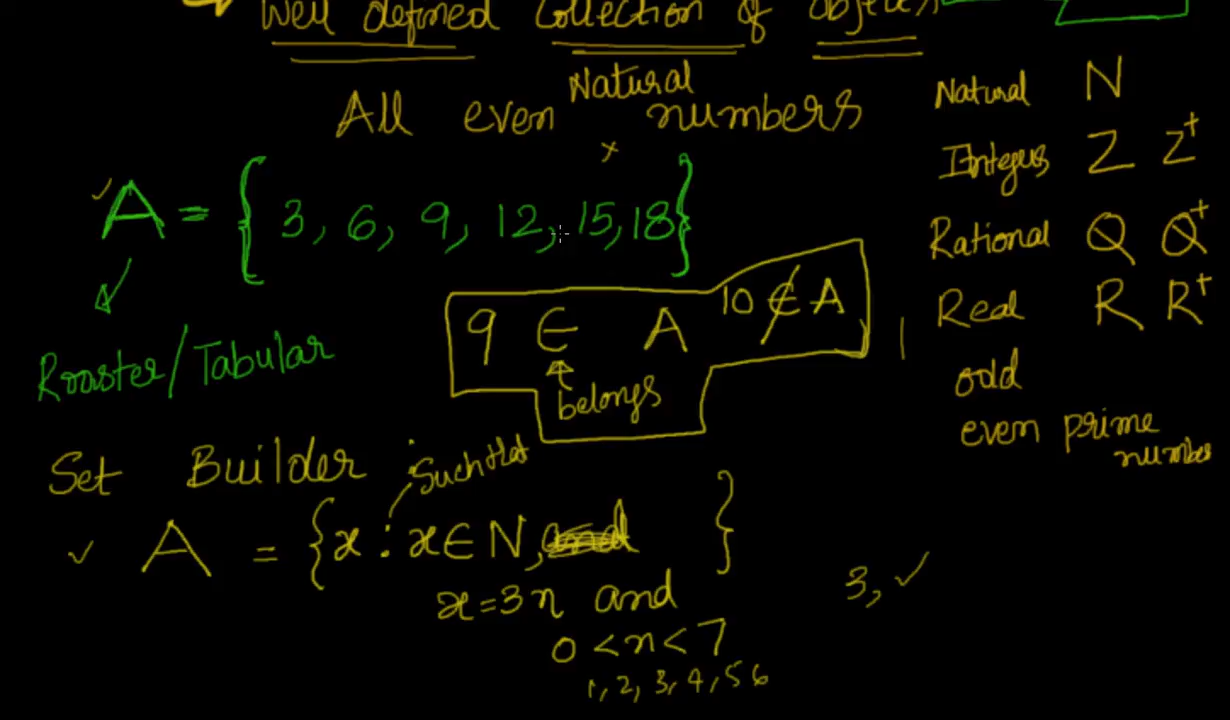 Well defined Collection of Objects
Natural
All even numbers
A = { 3, 6, 9, 12, 15, 18}
Rooster/Tabular
9 ∈ A 10 ∉ A
belongs
Set Builder : Such that
A = {x : x ∈ N, and }
x = 3n and
0 < n < 7
1, 2, 3, 4, 5 6
3, ✓
Natural N
Integers Z Z⁺
Rational Q Q⁺
Real R R⁺
odd
even prime
number